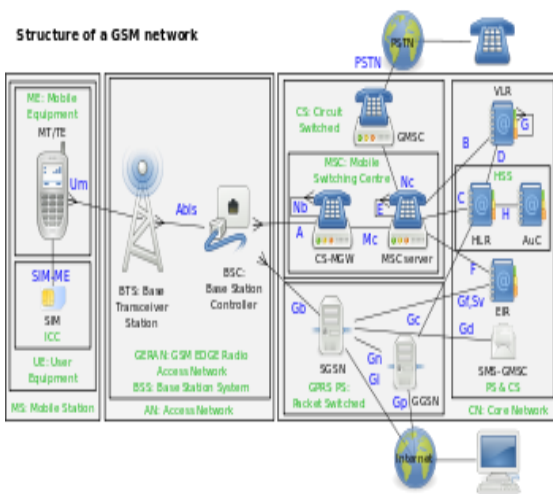 Structure of a GSM network
PSTN
PSTN
ME: Mobile
Equipment
MT/TE
Um
SIM-ME
SIM
ICC
UE: User
Equipment
MS: Mobile Station
Abis
BTS: Base
Transceiver
Station
BSC:
Base Station
Controller
GERAN: GSM EDGE Radio
Access Network
BSS: Base Station System
AN: Access Network
CS: Circuit
Switched
GMSC
MSC: Mobile
Switching Centre
Nc
Nb
E
A
Mc
CS-MGW
MSC server
VLR
G
B
D
HSS
C
H
HLR
AuC
F
EIR
Gf,Sv
Gb
Gc
Gd
SGSN
Gn
Gi
GGSN
Gp
GPRS PS:
Packet Switched
SMS-GMSC
PS & CS
CN: Core Network
Internet